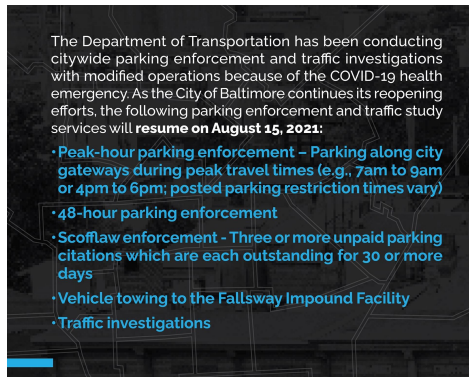 The Department of Transportation has been conducting
citywide parking enforcement and traffic investigations
with modified operations because of the COVID-19 health
emergency. As the City of Baltimore continues its reopening
efforts, the following parking enforcement and traffic study
services will resume on August 15, 2021:
• Peak-hour parking enforcement – Parking along city
gateways during peak travel times (e.g., 7am to 9am
or 4pm to 6pm; posted parking restriction times vary)
• 48-hour parking enforcement
• Scofflaw enforcement - Three or more unpaid parking
citations which are each outstanding for 30 or more
days
• Vehicle towing to the Fallsway Impound Facility
• Traffic investigations